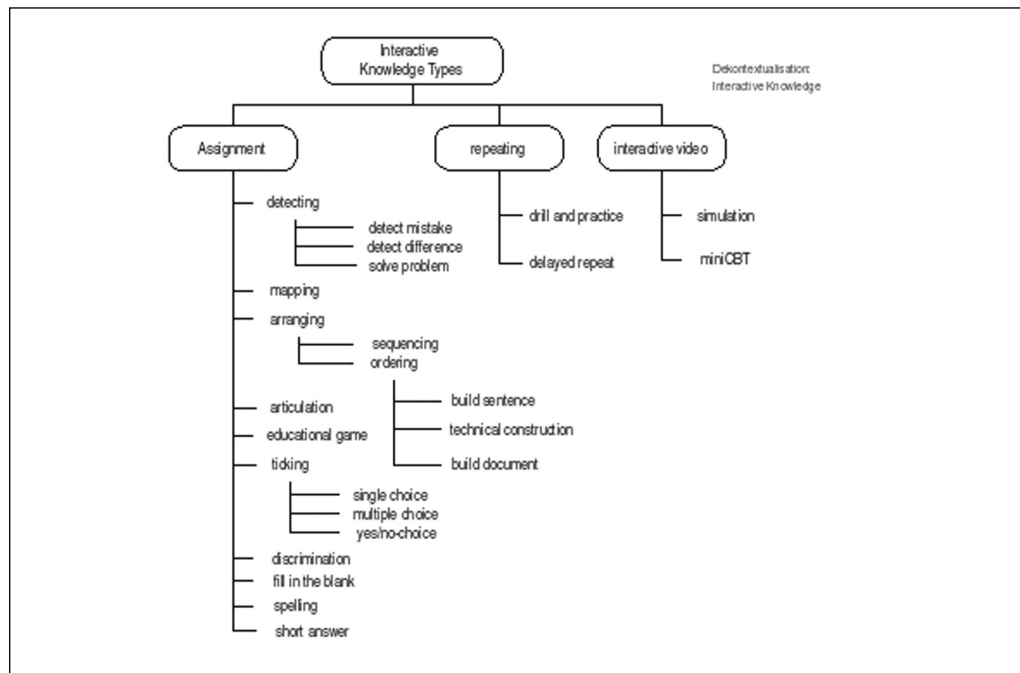 Interactive
Knowledge Types
Dekontextualisation:
Interactive Knowledge
Assignment
repeating
interactive video
detecting
detect mistake
detect difference
solve problem
mapping
arranging
sequencing
ordering
build sentence
technical construction
build document
articulation
educational game
ticking
single choice
multiple choice
yes/no-choice
discrimination
fill in the blank
spelling
short answer
drill and practice
delayed repeat
simulation
miniCBT